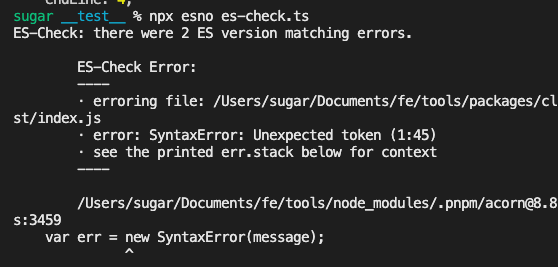 endLine: 4,
sugar __test__ % npx esno es-check.ts
ES-Check: there were 2 ES version matching errors.
ES-Check Error:
----
· erroring file: /Users/sugar/Documents/fe/tools/packages/cl
st/index.js
· error: SyntaxError: Unexpected token (1:45)
· see the printed err.stack below for context
----
/Users/sugar/Documents/fe/tools/node_modules/.pnpm/acorn@8.8
s:3459
var err = new SyntaxError(message);
^